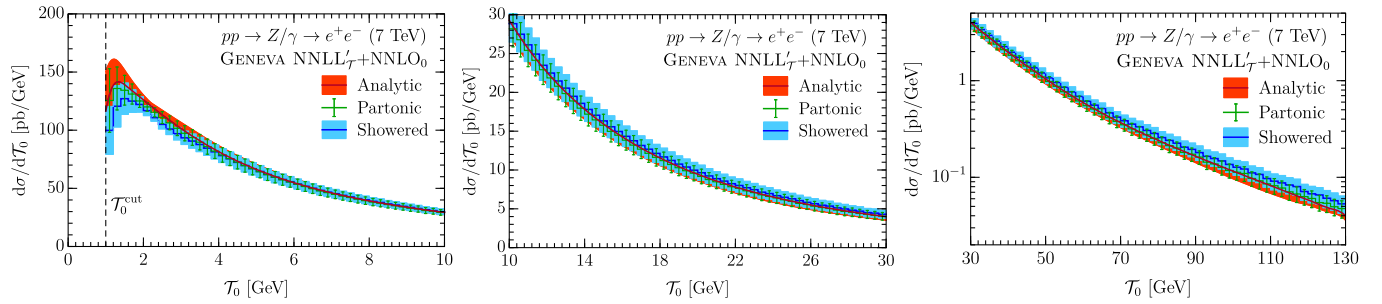 pp → Z/γ → e⁺e⁻ (7 TeV)
GENEVA NNLL′_𝒯+NNLO₀
Analytic
Partonic
Showered
𝒯₀ᶜᵘᵗ
dσ/d𝒯₀ [pb/GeV]
200
150
100
50
0
0 2 4 6 8 10
𝒯₀ [GeV]
pp → Z/γ → e⁺e⁻ (7 TeV)
GENEVA NNLL′_𝒯+NNLO₀
Analytic
Partonic
Showered
dσ/d𝒯₀ [pb/GeV]
30
25
20
15
10
5
0
10 14 18 22 26 30
𝒯₀ [GeV]
pp → Z/γ → e⁺e⁻ (7 TeV)
GENEVA NNLL′_𝒯+NNLO₀
Analytic
Partonic
Showered
dσ/d𝒯₀ [pb/GeV]
1
10⁻¹
30 50 70 90 110 130
𝒯₀ [GeV]